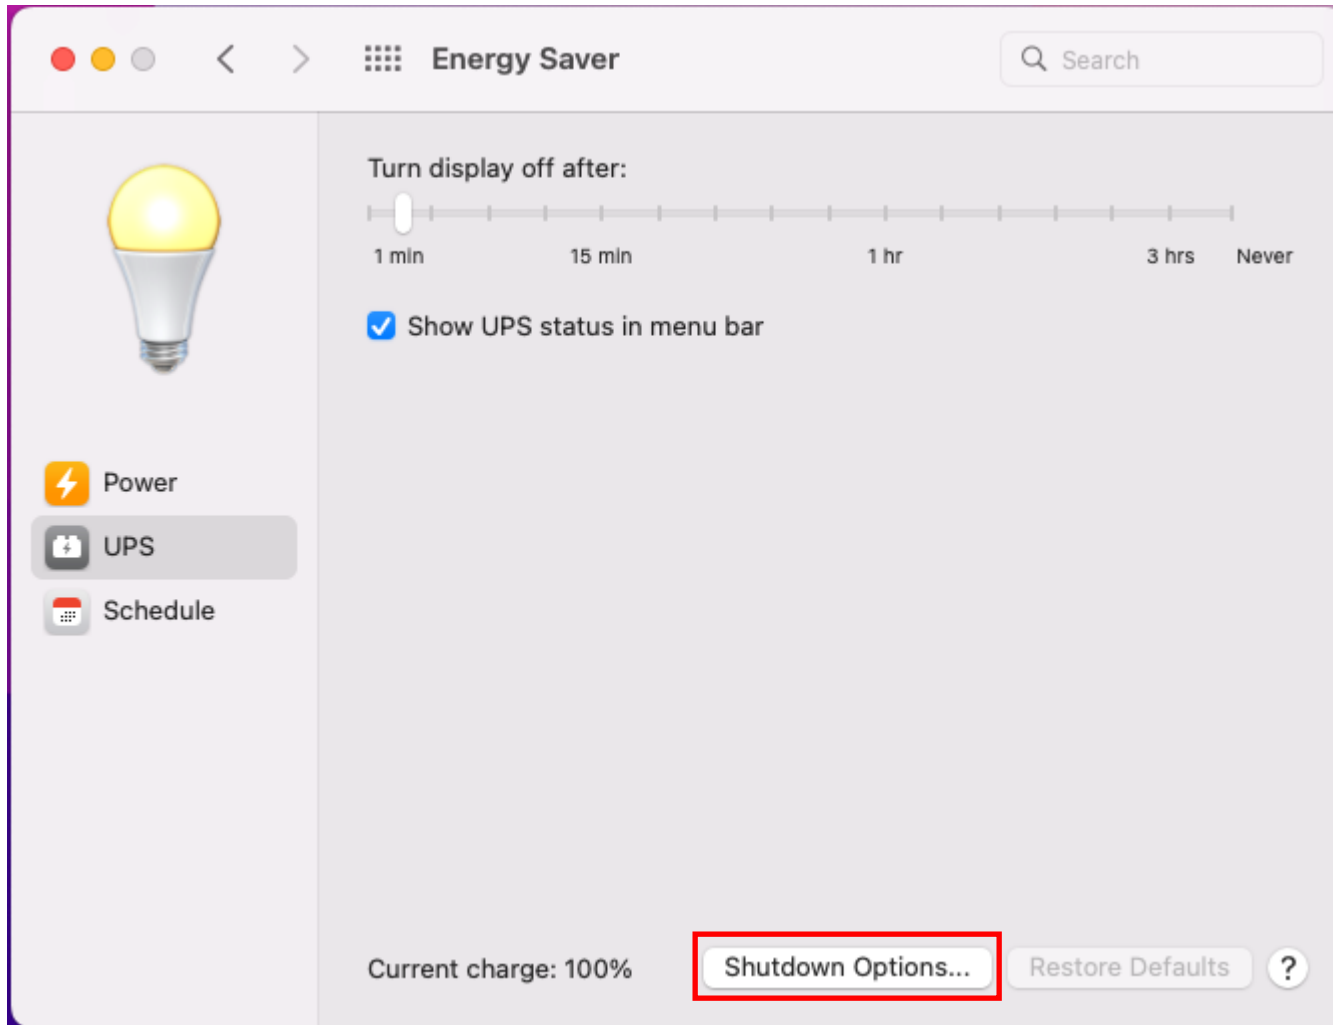 Energy Saver
Search
Turn display off after:
1 min 15 min 1 hr 3 hrs Never
Show UPS status in menu bar
Power
UPS
Schedule
Current charge: 100% Shutdown Options... Restore Defaults ?